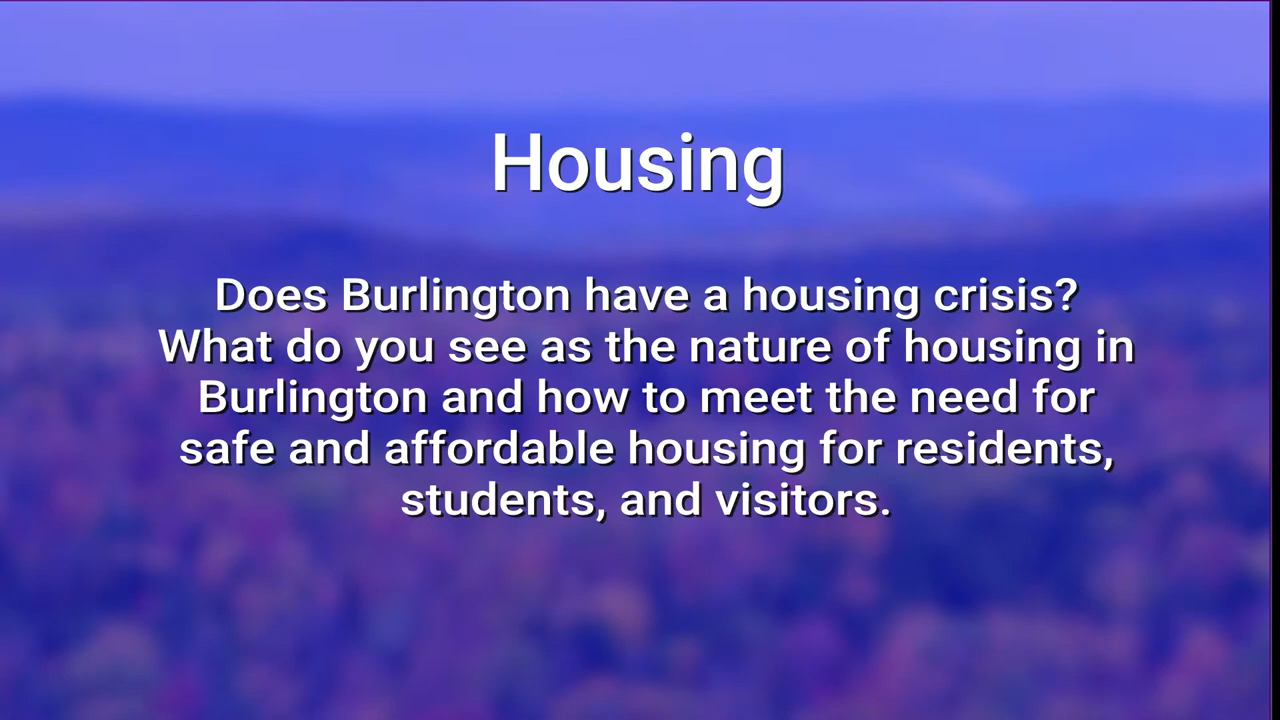 Housing
Does Burlington have a housing crisis?
What do you see as the nature of housing in
Burlington and how to meet the need for
safe and affordable housing for residents,
students, and visitors.